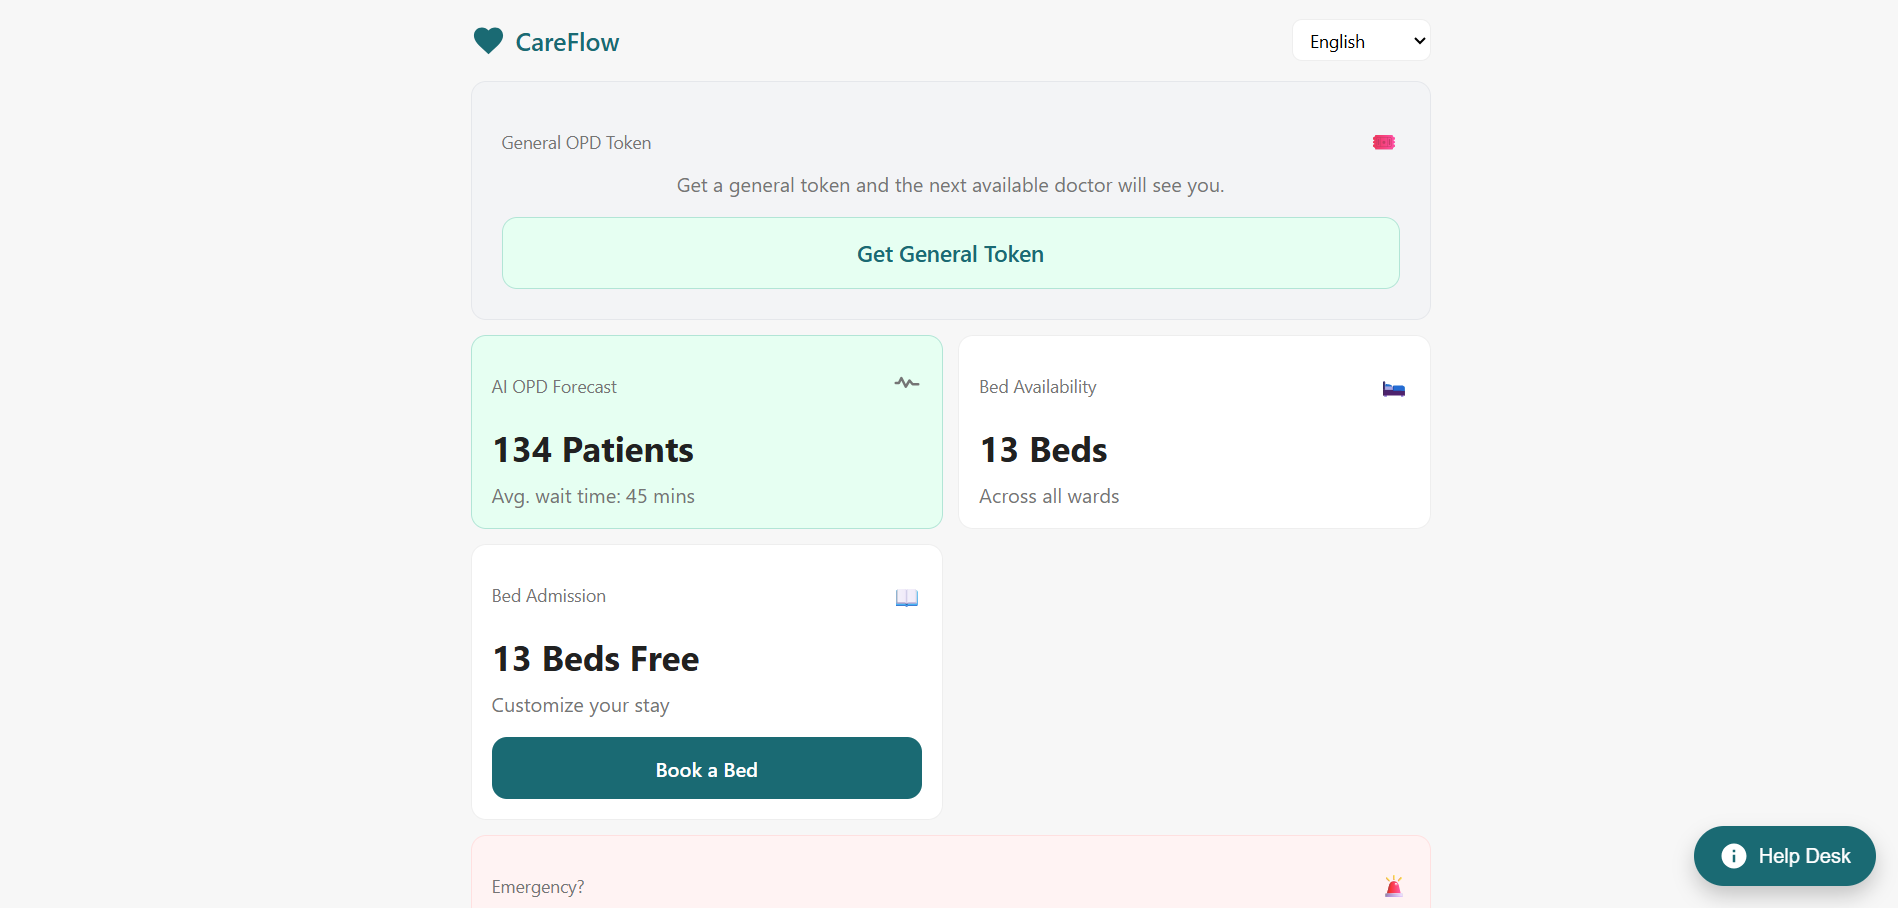 CareFlow
English
General OPD Token
Get a general token and the next available doctor will see you.
Get General Token
AI OPD Forecast
134 Patients
Avg. wait time: 45 mins
Bed Availability
13 Beds
Across all wards
Bed Admission
13 Beds Free
Customize your stay
Book a Bed
Emergency?
Help Desk